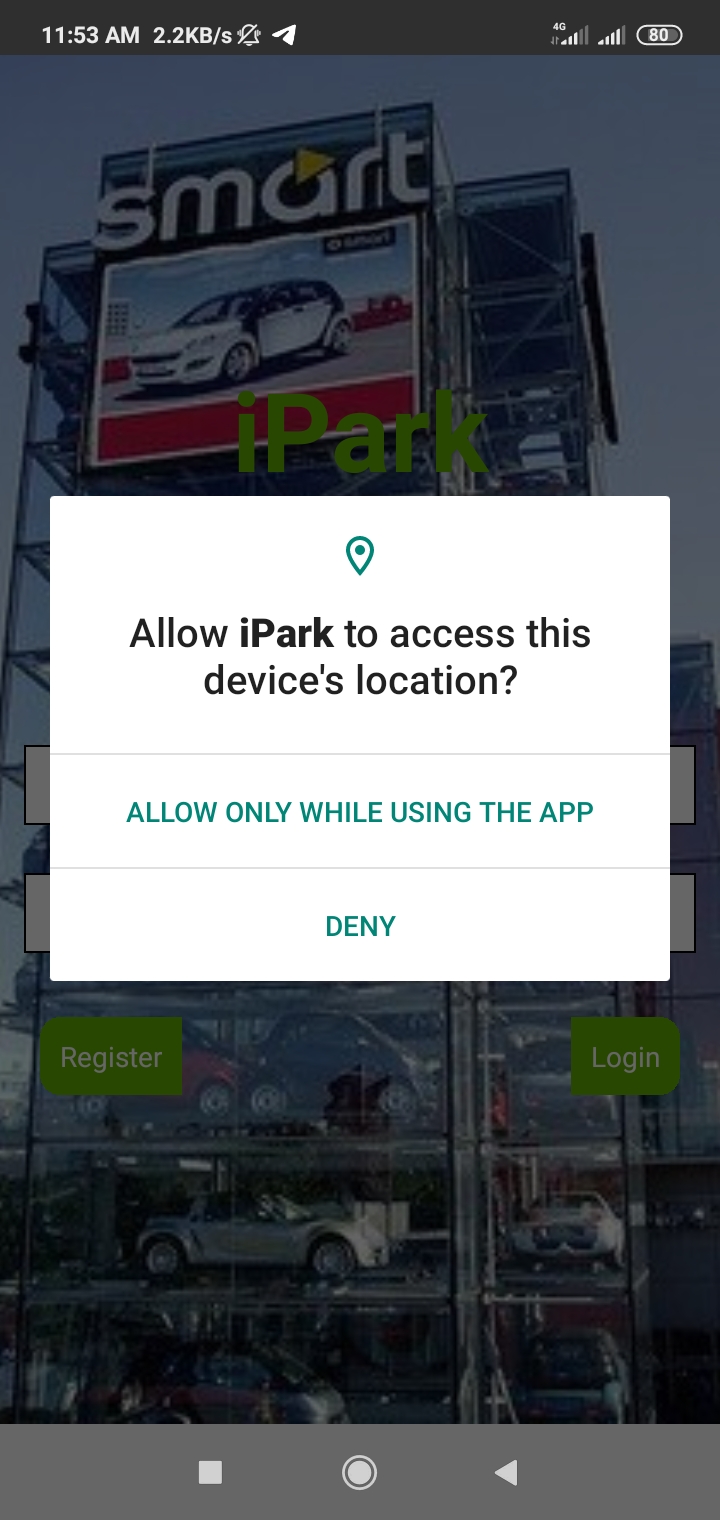 11:53 AM 2.2KB/s 4G 80
smart
smart
iPark
Allow iPark to access this
device's location?
ALLOW ONLY WHILE USING THE APP
DENY
Register Login